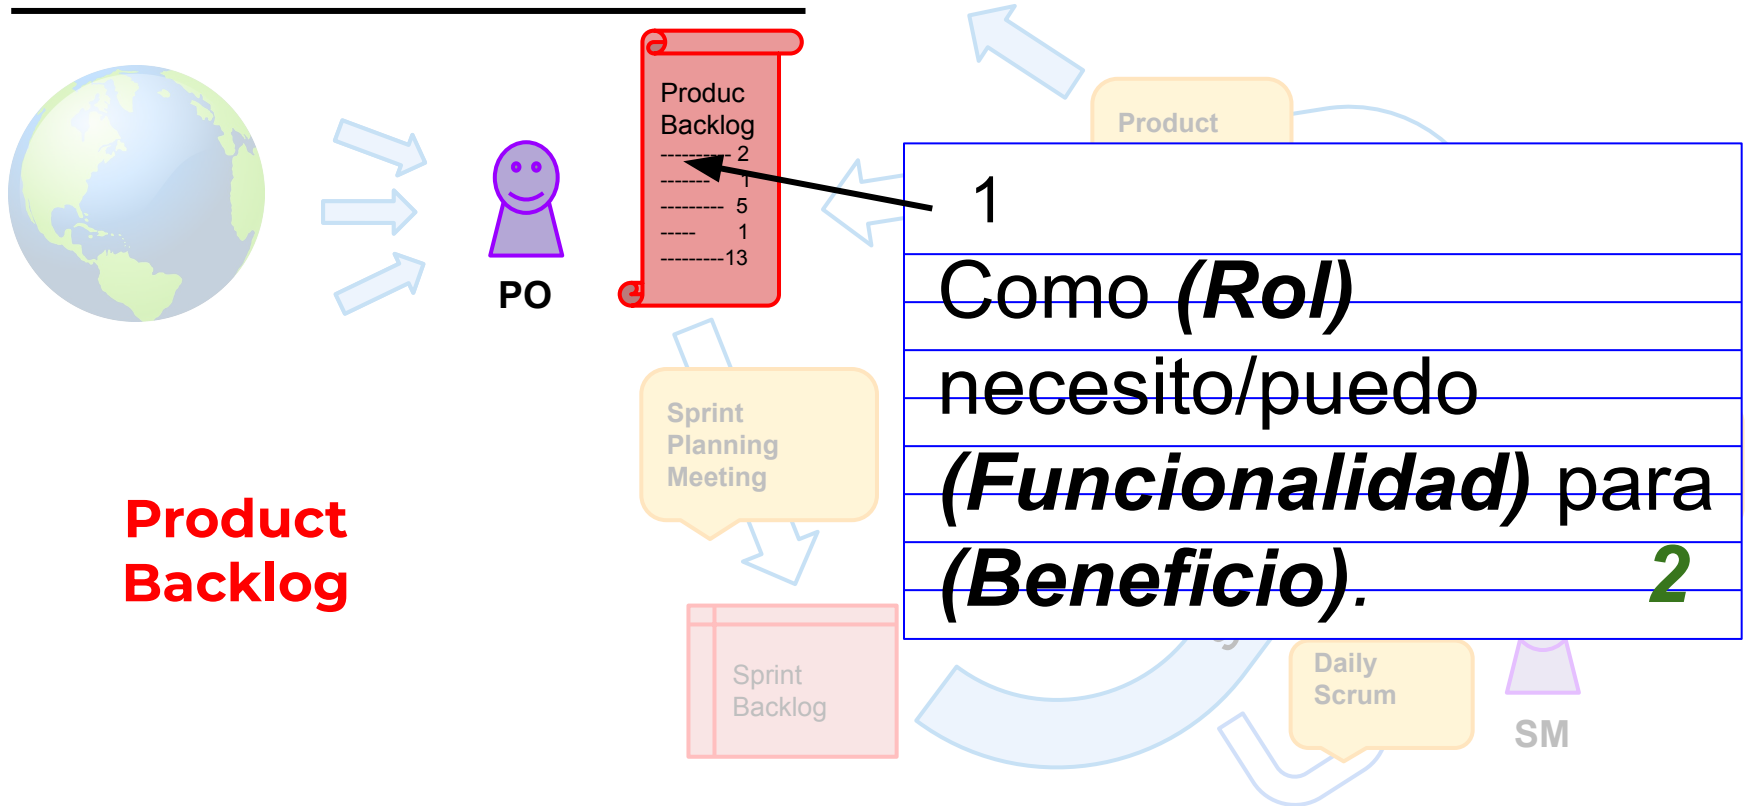 Produc
Backlog
---------- 2
------- 1
--------- 5
----- 1
---------13
PO
Product
Backlog
Product
1
Como (Rol)
necesito/puedo
(Funcionalidad) para
(Beneficio). 2
Sprint
Planning
Meeting
Sprint
Backlog
Daily
Scrum
SM